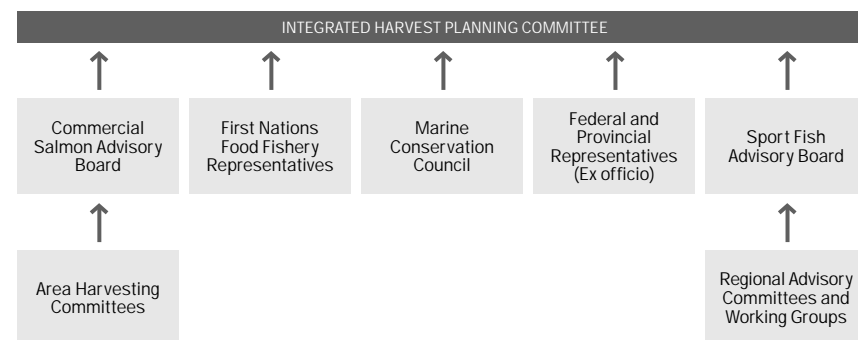 INTEGRATED HARVEST PLANNING COMMITTEE
Commercial
Salmon Advisory
Board
First Nations
Food Fishery
Representatives
Marine
Conservation
Council
Federal and
Provincial
Representatives
(Ex officio)
Sport Fish
Advisory Board
Area Harvesting
Committees
Regional Advisory
Committees and
Working Groups